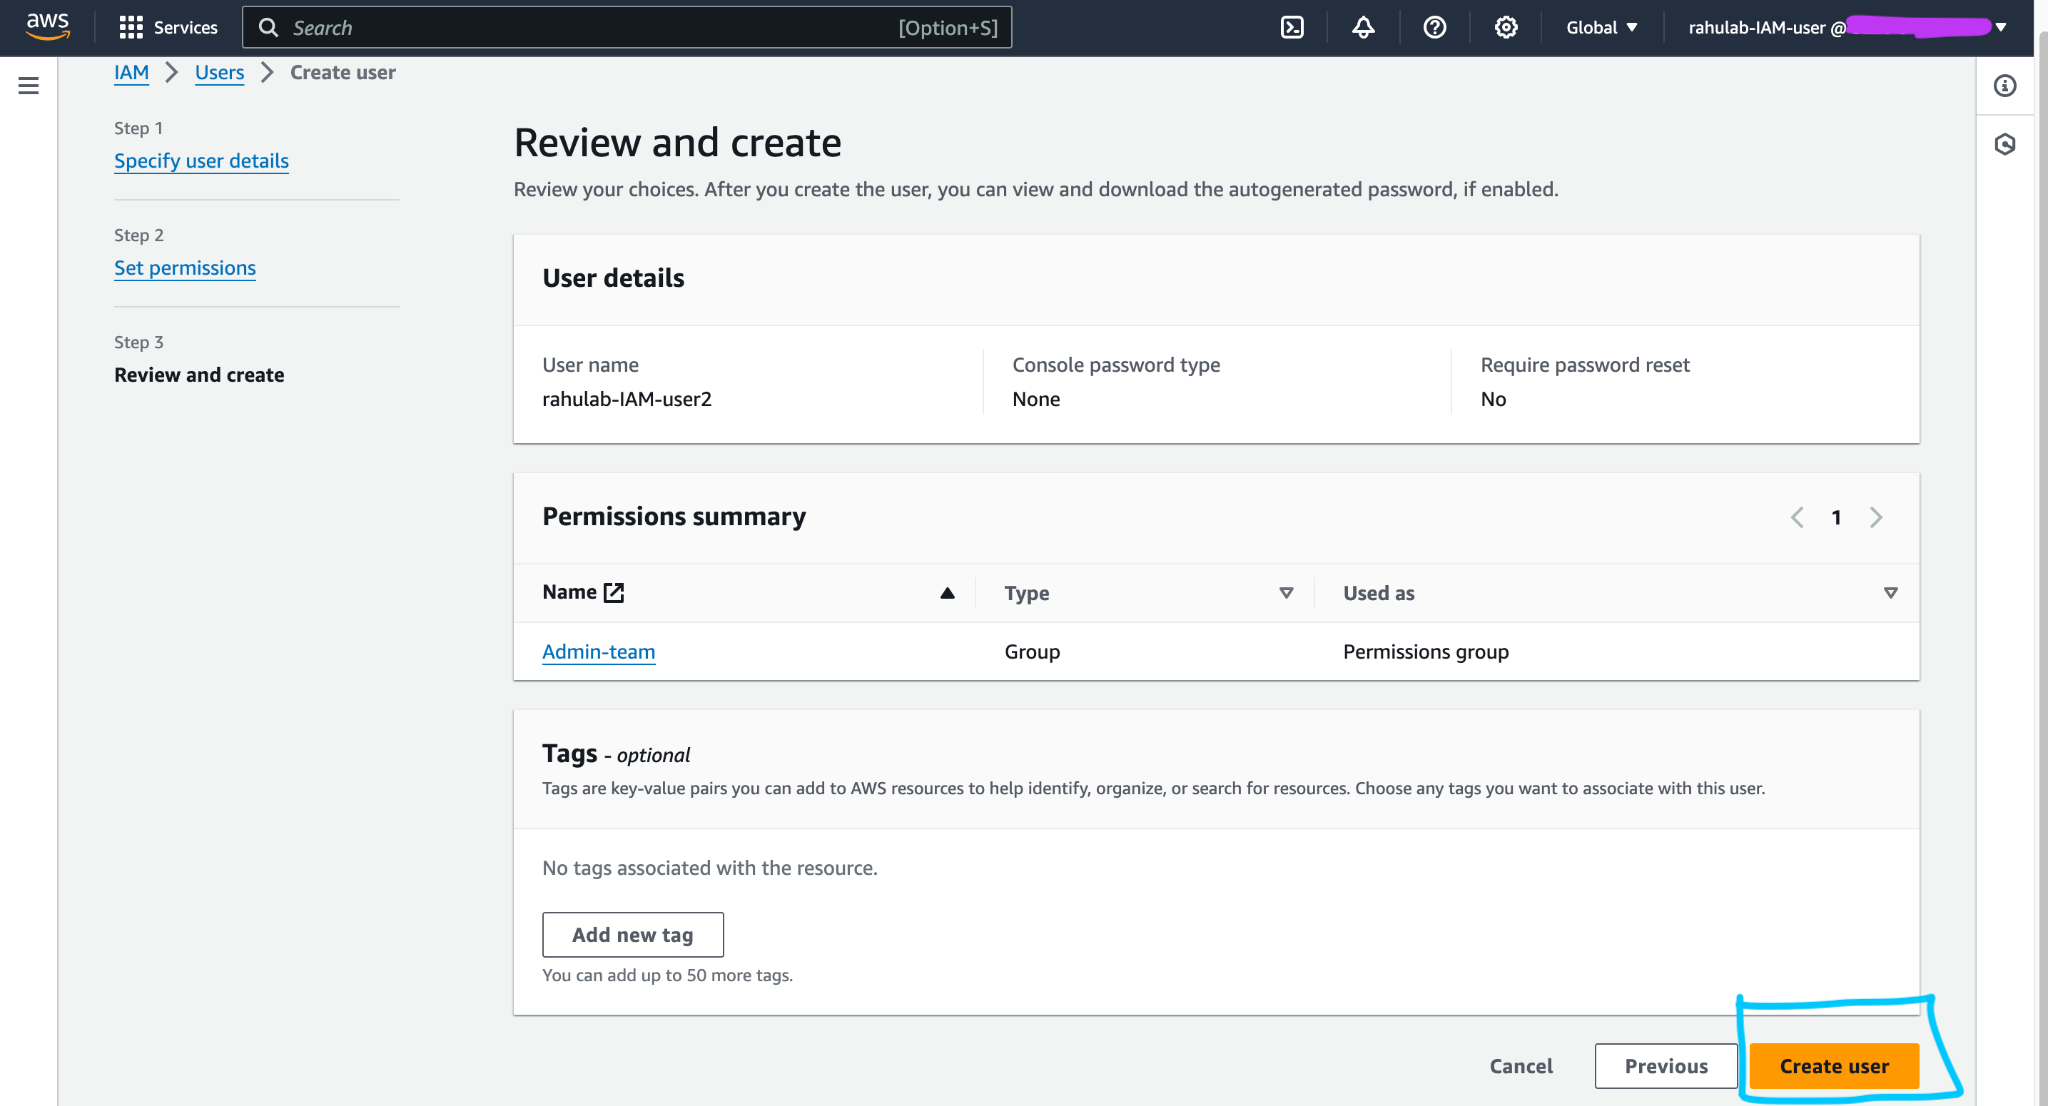 aws
Services
Search [Option+S]
Global
rahulab-IAM-user @
IAM > Users > Create user
Step 1
Specify user details
Step 2
Set permissions
Step 3
Review and create
Review and create
Review your choices. After you create the user, you can view and download the autogenerated password, if enabled.
User details
User name
rahulab-IAM-user2
Console password type
None
Require password reset
No
Permissions summary
1
Name Type Used as
Admin-team Group Permissions group
Tags - optional
Tags are key-value pairs you can add to AWS resources to help identify, organize, or search for resources. Choose any tags you want to associate with this user.
No tags associated with the resource.
Add new tag
You can add up to 50 more tags.
Cancel Previous Create user